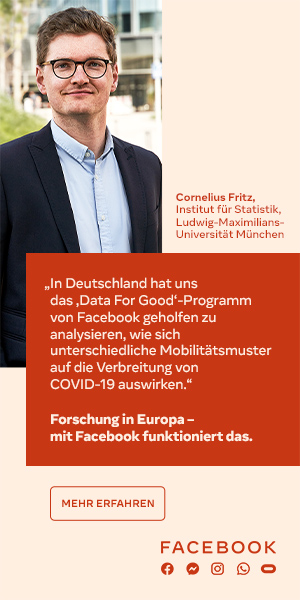 Cornelius Fritz,
Institut für Statistik,
Ludwig-Maximilians-
Universität München
„In Deutschland hat uns
das ‚Data For Good‘-Programm
von Facebook geholfen zu
analysieren, wie sich
unterschiedliche Mobilitätsmuster
auf die Verbreitung von
COVID-19 auswirken.“
Forschung in Europa –
mit Facebook funktioniert das.
MEHR ERFAHREN
FACEBOOK